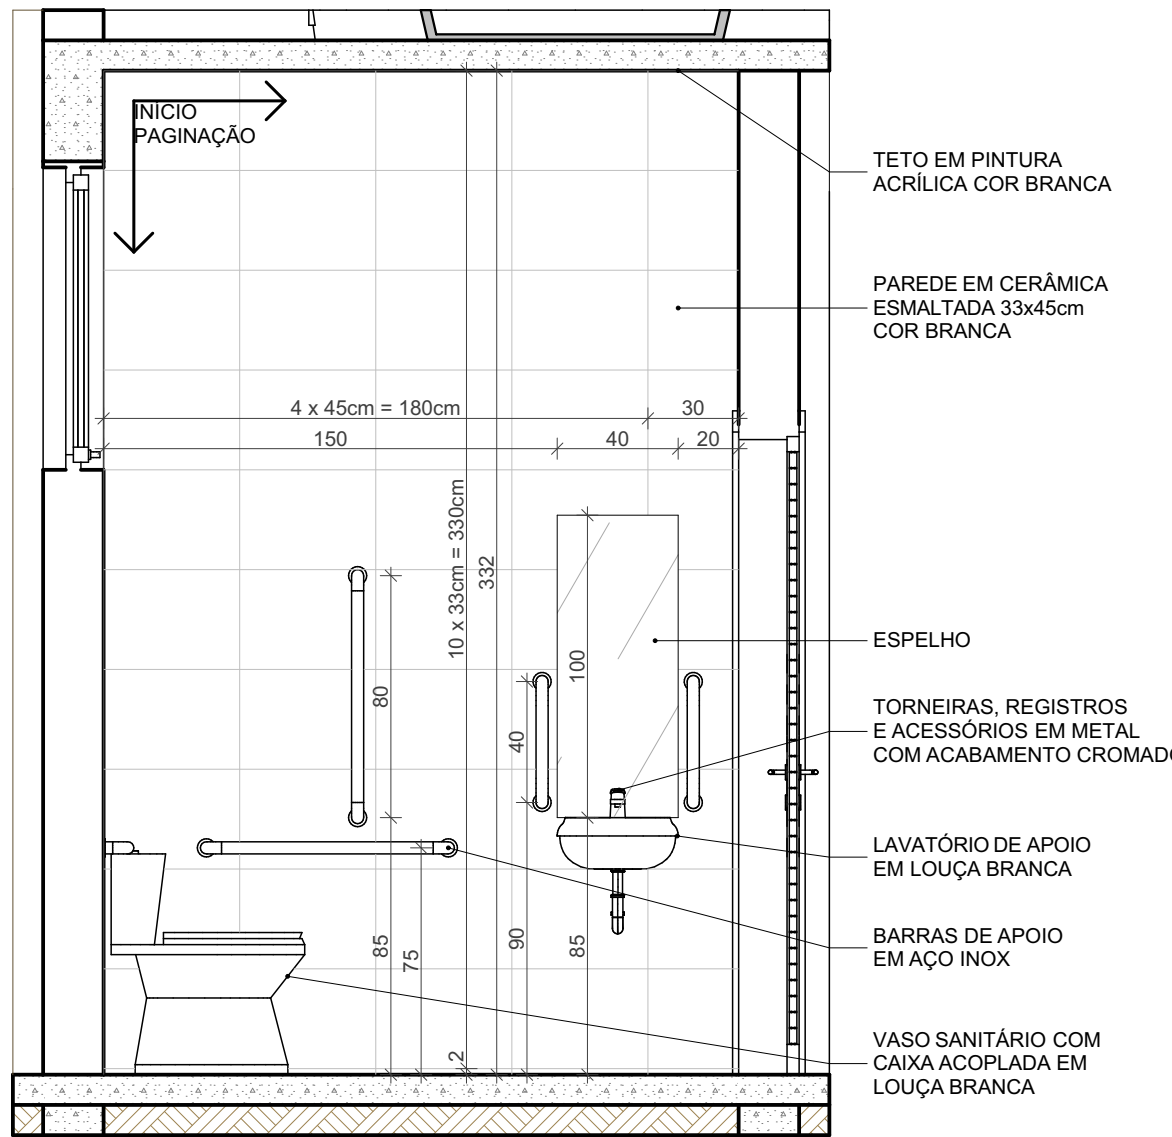 INÍCIO
PAGINAÇÃO
TETO EM PINTURA
ACRÍLICA COR BRANCA
PAREDE EM CERÂMICA
ESMALTADA 33x45cm
COR BRANCA
4 x 45cm = 180cm
30
150
40
20
10 x 33cm = 330cm
332
100
80
40
ESPELHO
TORNEIRAS, REGISTROS
E ACESSÓRIOS EM METAL
COM ACABAMENTO CROMADO
LAVATÓRIO DE APOIO
EM LOUÇA BRANCA
85
75
90
85
BARRAS DE APOIO
EM AÇO INOX
2
VASO SANITÁRIO COM
CAIXA ACOPLADA EM
LOUÇA BRANCA